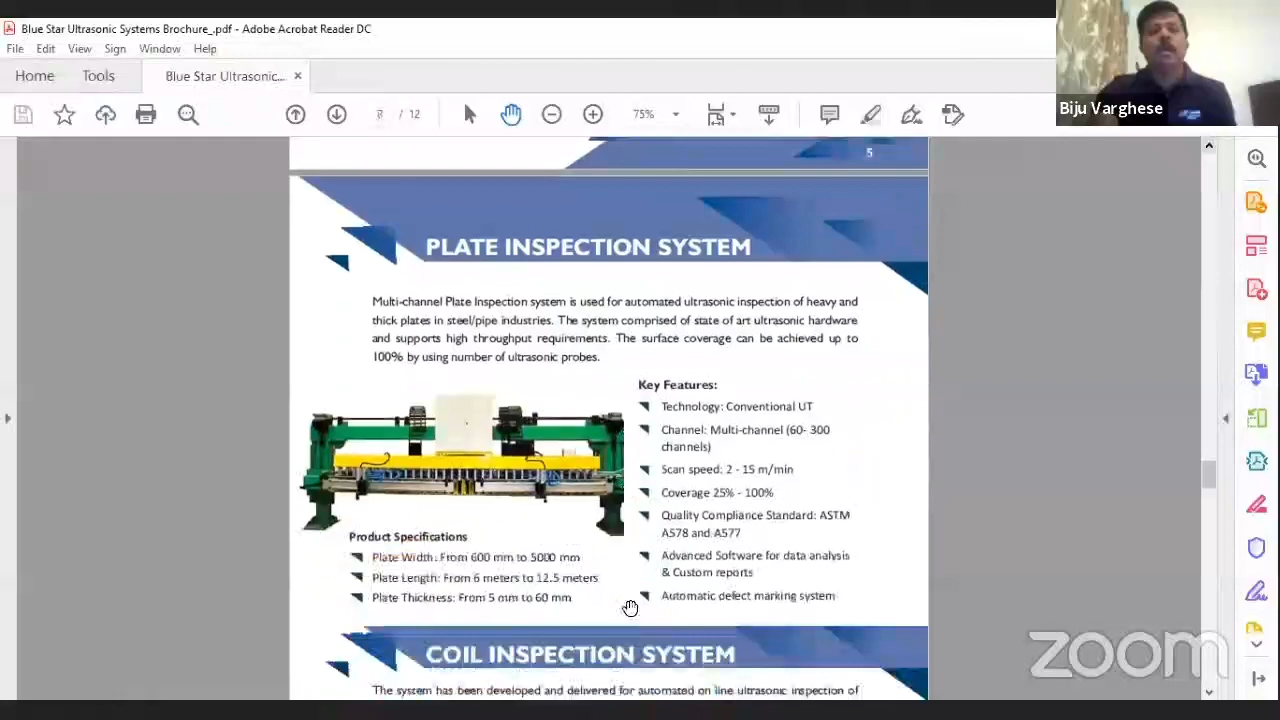 Blue Star Ultrasonic Systems Brochure_.pdf - Adobe Acrobat Reader DC
File Edit View Sign Window Help
Home Tools Blue Star Ultrasonic... ×
8 / 12 75%
Biju Varghese
5
PLATE INSPECTION SYSTEM
Multi-channel Plate Inspection system is used for automated ultrasonic inspection of heavy and
thick plates in steel/pipe industries. The system comprised of state of art ultrasonic hardware
and supports high throughput requirements. The surface coverage can be achieved up to
100% by using number of ultrasonic probes.
Key Features:
Technology: Conventional UT
Channel: Multi-channel (60- 300
channels)
Scan speed: 2 - 15 m/min
Coverage 25% - 100%
Quality Compliance Standard: ASTM
A578 and A577
Advanced Software for data analysis
& Custom reports
Automatic defect marking system
Product Specifications
Plate Width: From 600 mm to 5000 mm
Plate Length: From 6 meters to 12.5 meters
Plate Thickness: From 5 mm to 60 mm
COIL INSPECTION SYSTEM
The system has been developed and delivered for automated on line ultrasonic inspection of
zoom